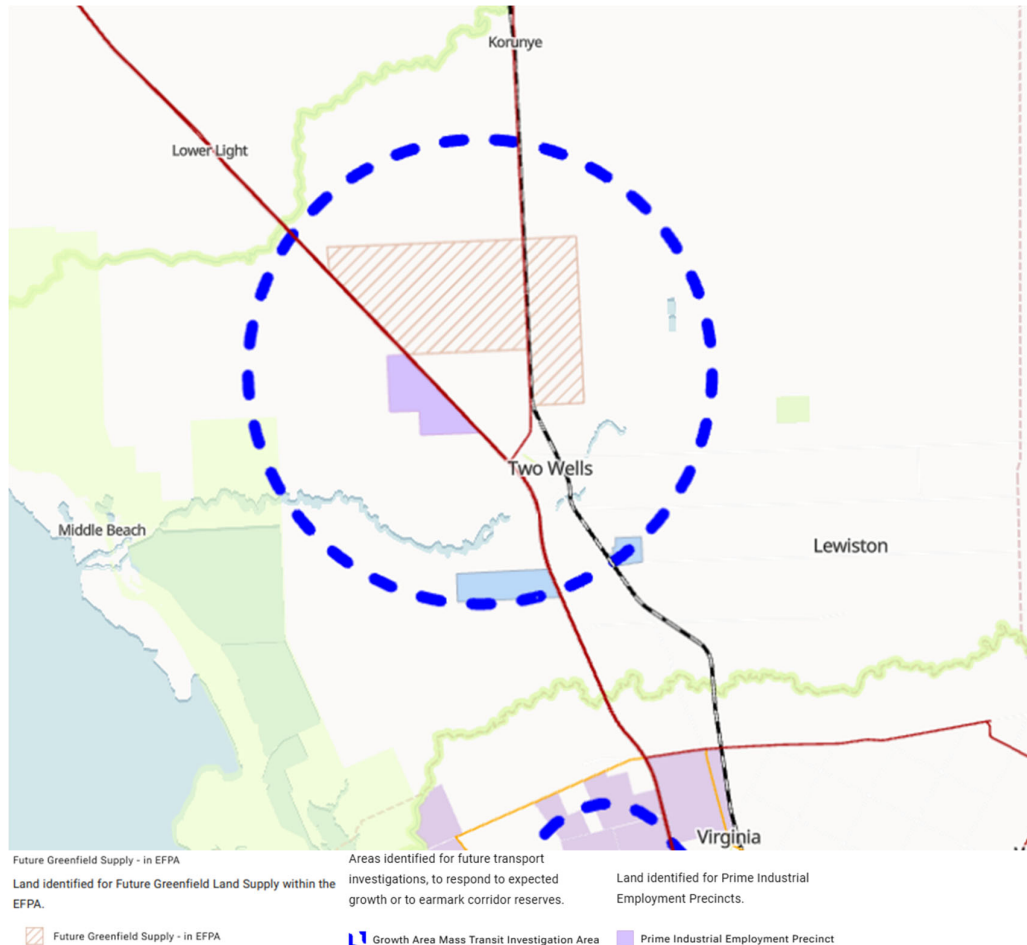 Korunye
Lower Light
Two Wells
Middle Beach
Lewiston
Virginia
Future Greenfield Supply - in EFPA
Land identified for Future Greenfield Land Supply within the
EFPA.
Future Greenfield Supply - in EFPA
Areas identified for future transport
investigations, to respond to expected
growth or to earmark corridor reserves.
Growth Area Mass Transit Investigation Area
Land identified for Prime Industrial
Employment Precincts.
Prime Industrial Employment Precinct